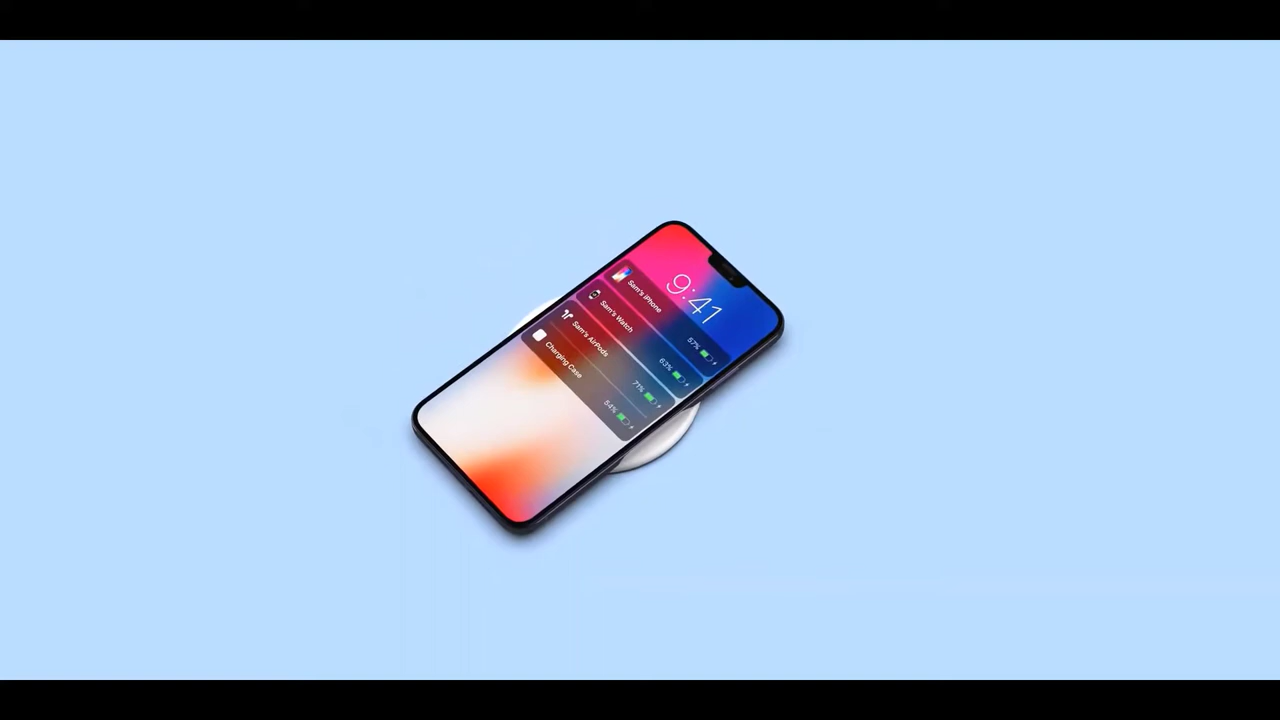 9:41
Sam's iPhone
57%
Sam's Watch
63%
Sam's AirPods
71%
Charging Case
54%